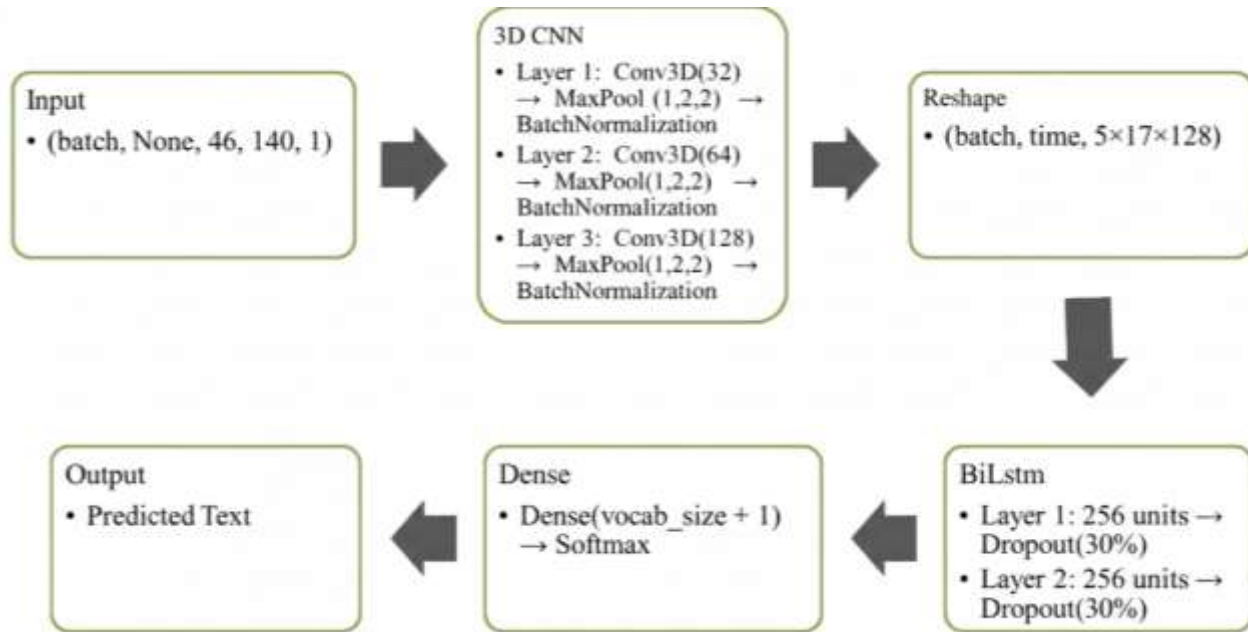 Input
• (batch, None, 46, 140, 1)
3D CNN
• Layer 1: Conv3D(32)
→ MaxPool (1,2,2) →
BatchNormalization
• Layer 2: Conv3D(64)
→ MaxPool(1,2,2) →
BatchNormalization
• Layer 3: Conv3D(128)
→ MaxPool(1,2,2) →
BatchNormalization
Reshape
• (batch, time, 5×17×128)
BiLstm
• Layer 1: 256 units →
Dropout(30%)
• Layer 2: 256 units →
Dropout(30%)
Dense
• Dense(vocab_size + 1)
→ Softmax
Output
• Predicted Text